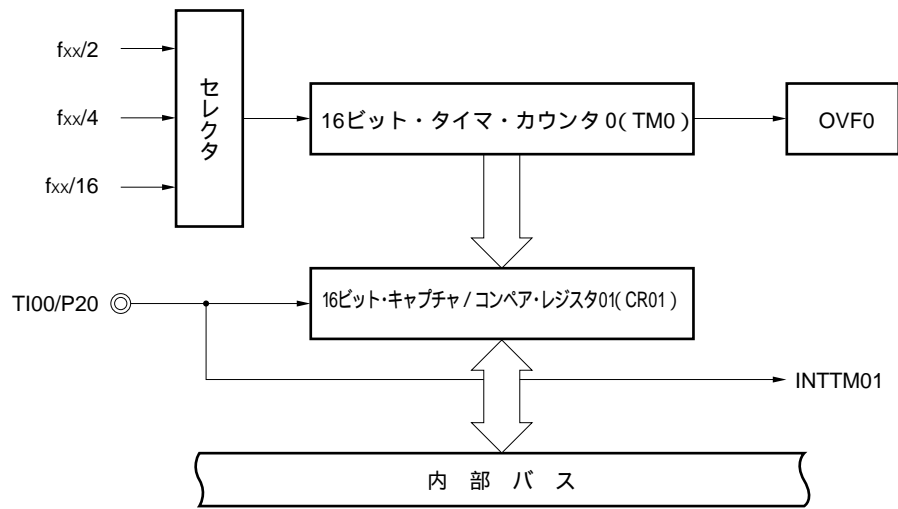 fxx/2
fxx/4
fxx/16
セレクタ
16ビット・タイマ・カウンタ0(TM0)
OVF0
TI00/P20
16ビット・キャプチャ/コンペア・レジスタ01(CR01)
INTTM01
内部バス